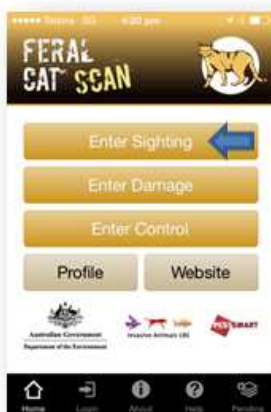 Telstra 3G 4:20 pm
FERAL
CAT SCAN
Enter Sighting
Enter Damage
Enter Control
Profile Website
Australian Government
Department of the Environment
Invasive Animals CRC
PESTSMART
Home Login About Help Pending